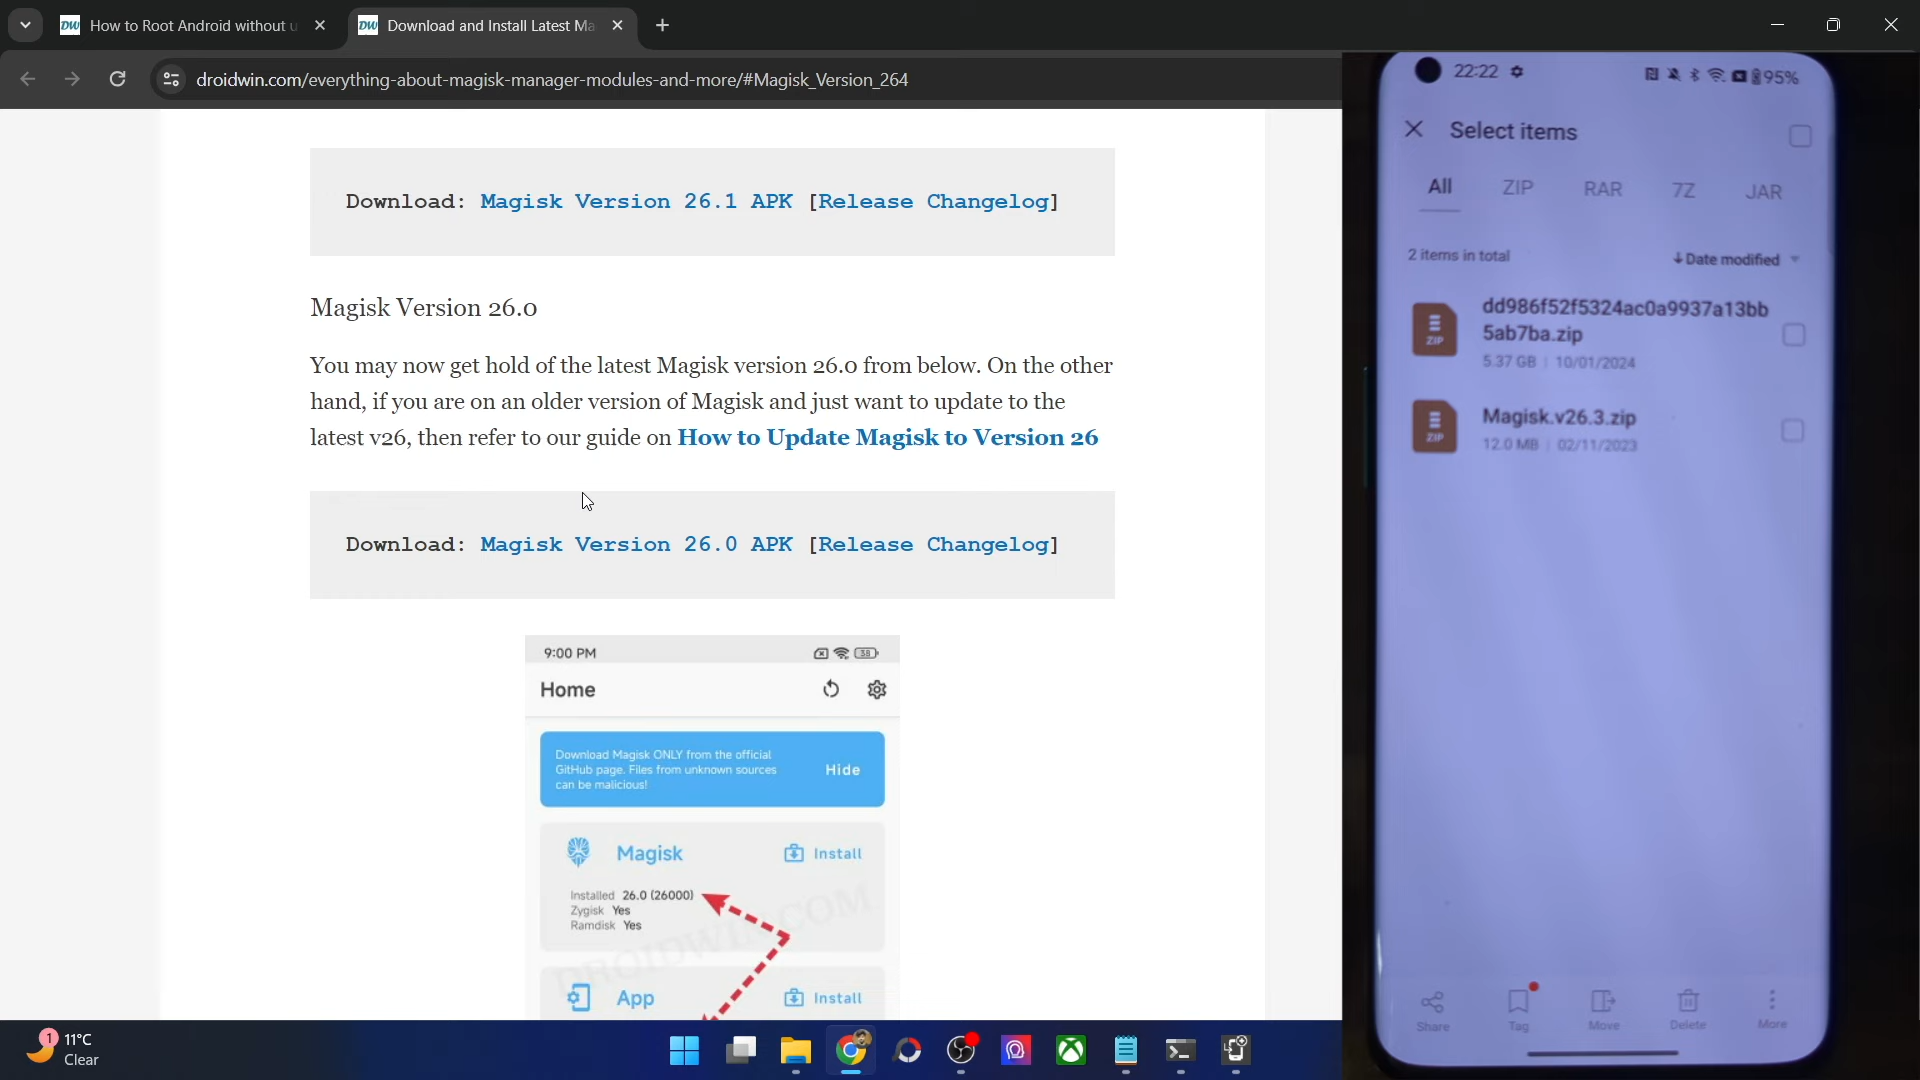 How to Root Android without u
Download and Install Latest Ma
droidwin.com/everything-about-magisk-manager-modules-and-more/#Magisk_Version_264
Download: Magisk Version 26.1 APK [Release Changelog]
Magisk Version 26.0
You may now get hold of the latest Magisk version 26.0 from below. On the other
hand, if you are on an older version of Magisk and just want to update to the
latest v26, then refer to our guide on How to Update Magisk to Version 26
Download: Magisk Version 26.0 APK [Release Changelog]
9:00 PM
38
Home
Download Magisk ONLY from the official
GitHub page. Files from unknown sources
can be malicious!
Hide
Magisk
Install
Installed 26.0 (26000)
Zygisk Yes
Ramdisk Yes
DROIDWIN.COM
App
Install
1
11°C
Clear
22:22
95%
Select items
All ZIP RAR 7Z JAR
2 items in total
Date modified
ZIP
dd986f52f5324ac0a9937a13bb
5ab7ba.zip
5.37 GB | 10/01/2024
ZIP
Magisk.v26.3.zip
12.0 MB | 02/11/2023
Share Tag Move Delete More